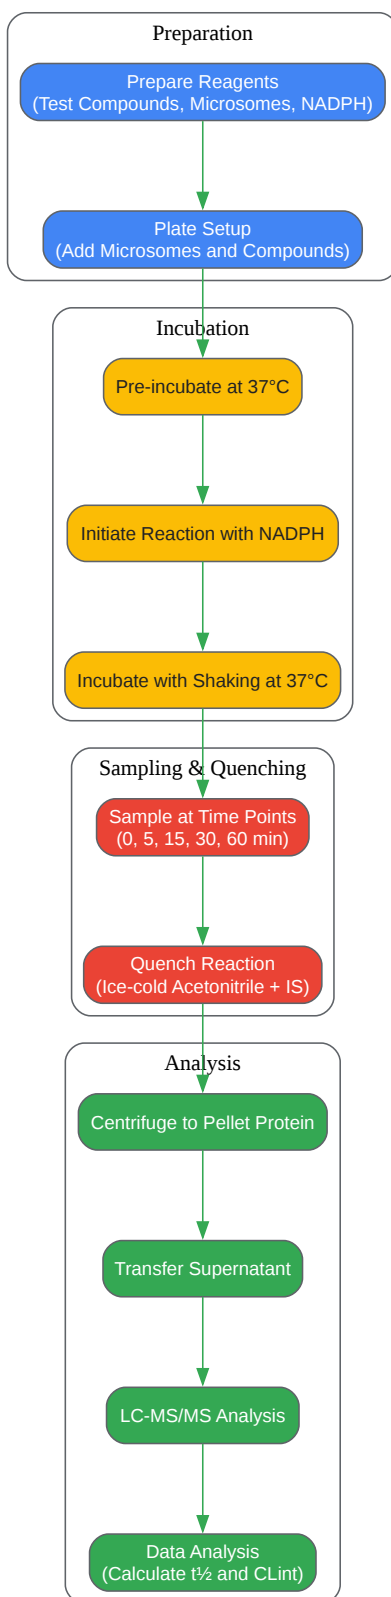 Preparation
Prepare Reagents
(Test Compounds, Microsomes, NADPH)
Plate Setup
(Add Microsomes and Compounds)
Incubation
Pre-incubate at 37°C
Initiate Reaction with NADPH
Incubate with Shaking at 37°C
Sampling & Quenching
Sample at Time Points
(0, 5, 15, 30, 60 min)
Quench Reaction
(Ice-cold Acetonitrile + IS)
Analysis
Centrifuge to Pellet Protein
Transfer Supernatant
LC-MS/MS Analysis
Data Analysis
(Calculate t½ and CLint)